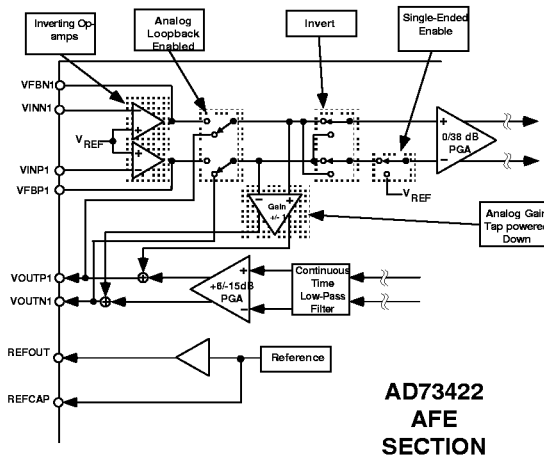 Inverting Op-
amps
Analog
Loopback
Enabled
Invert
Single-Ended
Enable
VFBN1
VINN1
VREF
VINP1
VFBP1
+
+
0/38 dB
PGA
VREF
Gain
+/- 1
Analog Gain
Tap powered
Down
VOUTP1
VOUTN1
+6/-15dB
PGA
Continuous
Time
Low-Pass
Filter
REFOUT
Reference
REFCAP
AD73422
AFE
SECTION